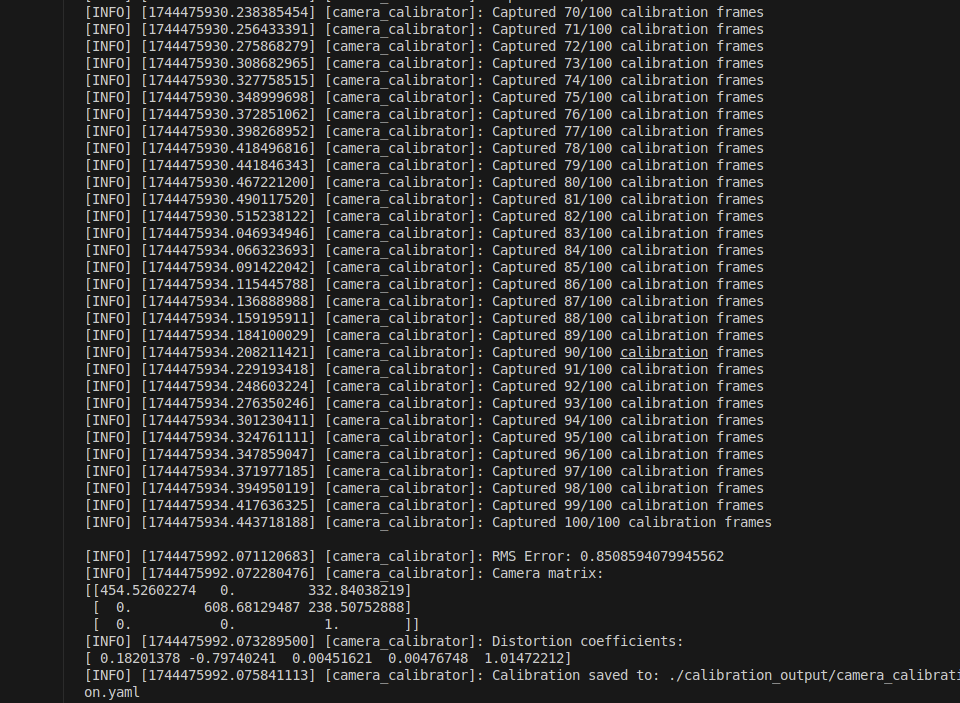 [INFO] [1744475930.238385454] [camera_calibrator]: Captured 70/100 calibration frames
[INFO] [1744475930.256433391] [camera_calibrator]: Captured 71/100 calibration frames
[INFO] [1744475930.275868279] [camera_calibrator]: Captured 72/100 calibration frames
[INFO] [1744475930.308682965] [camera_calibrator]: Captured 73/100 calibration frames
[INFO] [1744475930.327758515] [camera_calibrator]: Captured 74/100 calibration frames
[INFO] [1744475930.348999698] [camera_calibrator]: Captured 75/100 calibration frames
[INFO] [1744475930.372851062] [camera_calibrator]: Captured 76/100 calibration frames
[INFO] [1744475930.398268952] [camera_calibrator]: Captured 77/100 calibration frames
[INFO] [1744475930.418496816] [camera_calibrator]: Captured 78/100 calibration frames
[INFO] [1744475930.441846343] [camera_calibrator]: Captured 79/100 calibration frames
[INFO] [1744475930.467221200] [camera_calibrator]: Captured 80/100 calibration frames
[INFO] [1744475930.490117520] [camera_calibrator]: Captured 81/100 calibration frames
[INFO] [1744475930.515238122] [camera_calibrator]: Captured 82/100 calibration frames
[INFO] [1744475934.046934946] [camera_calibrator]: Captured 83/100 calibration frames
[INFO] [1744475934.066323693] [camera_calibrator]: Captured 84/100 calibration frames
[INFO] [1744475934.091422042] [camera_calibrator]: Captured 85/100 calibration frames
[INFO] [1744475934.115445788] [camera_calibrator]: Captured 86/100 calibration frames
[INFO] [1744475934.136888988] [camera_calibrator]: Captured 87/100 calibration frames
[INFO] [1744475934.159195911] [camera_calibrator]: Captured 88/100 calibration frames
[INFO] [1744475934.184100029] [camera_calibrator]: Captured 89/100 calibration frames
[INFO] [1744475934.208211421] [camera_calibrator]: Captured 90/100 calibration frames
[INFO] [1744475934.229193418] [camera_calibrator]: Captured 91/100 calibration frames
[INFO] [1744475934.248603224] [camera_calibrator]: Captured 92/100 calibration frames
[INFO] [1744475934.276350246] [camera_calibrator]: Captured 93/100 calibration frames
[INFO] [1744475934.301230411] [camera_calibrator]: Captured 94/100 calibration frames
[INFO] [1744475934.324761111] [camera_calibrator]: Captured 95/100 calibration frames
[INFO] [1744475934.347859047] [camera_calibrator]: Captured 96/100 calibration frames
[INFO] [1744475934.371977185] [camera_calibrator]: Captured 97/100 calibration frames
[INFO] [1744475934.394950119] [camera_calibrator]: Captured 98/100 calibration frames
[INFO] [1744475934.417636325] [camera_calibrator]: Captured 99/100 calibration frames
[INFO] [1744475934.443718188] [camera_calibrator]: Captured 100/100 calibration frames
[INFO] [1744475992.071120683] [camera_calibrator]: RMS Error: 0.8508594079945562
[INFO] [1744475992.072280476] [camera_calibrator]: Camera matrix:
[[454.52602274   0.         332.84038219]
 [  0.         608.68129487 238.50752888]
 [  0.           0.           1.        ]]
[INFO] [1744475992.073289500] [camera_calibrator]: Distortion coefficients:
[ 0.18201378 -0.79740241  0.00451621  0.00476748  1.01472212]
[INFO] [1744475992.075841113] [camera_calibrator]: Calibration saved to: ./calibration_output/camera_calibrati
on.yaml